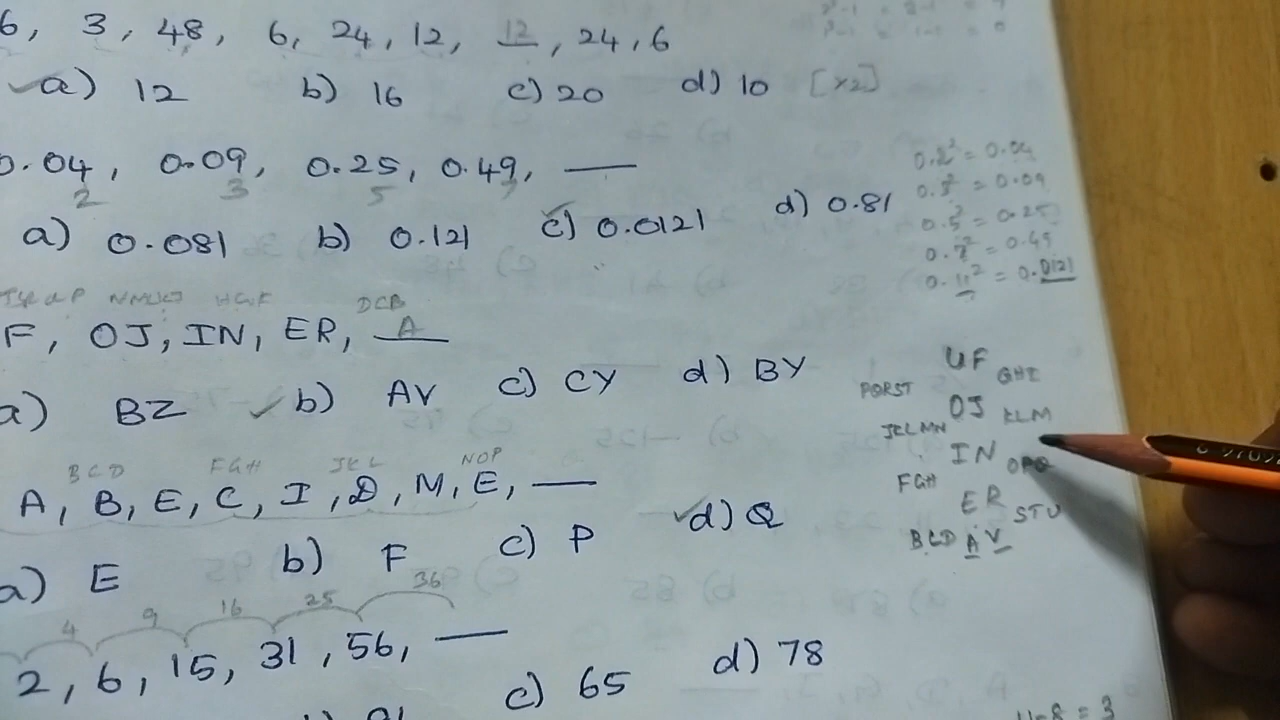 6, 3, 48, 6, 24, 12, 12, 24, 6
a) 12 b) 16 c) 20 d) 10 [x2]
0.04, 0.09, 0.25, 0.49, —
2 3 5 7
a) 0.081 b) 0.121 c) 0.0121 d) 0.81
0.2² = 0.04
0.3² = 0.09
0.5² = 0.25
0.7² = 0.49
0.11² = 0.0121
DCB
F, OJ, IN, ER, A
a) BZ b) AV c) CY d) BY
UF GHI
PQRST OJ KLM
JKLMN IN OPQ
FGH ER STU
BCD AV
BCD FGH JKL NOP
A, B, E, C, I, D, M, E, —
a) E b) F c) P d) Q
4 9 16 25 36
2, 6, 15, 31, 56, —
c) 65 d) 78
11-8 = 3